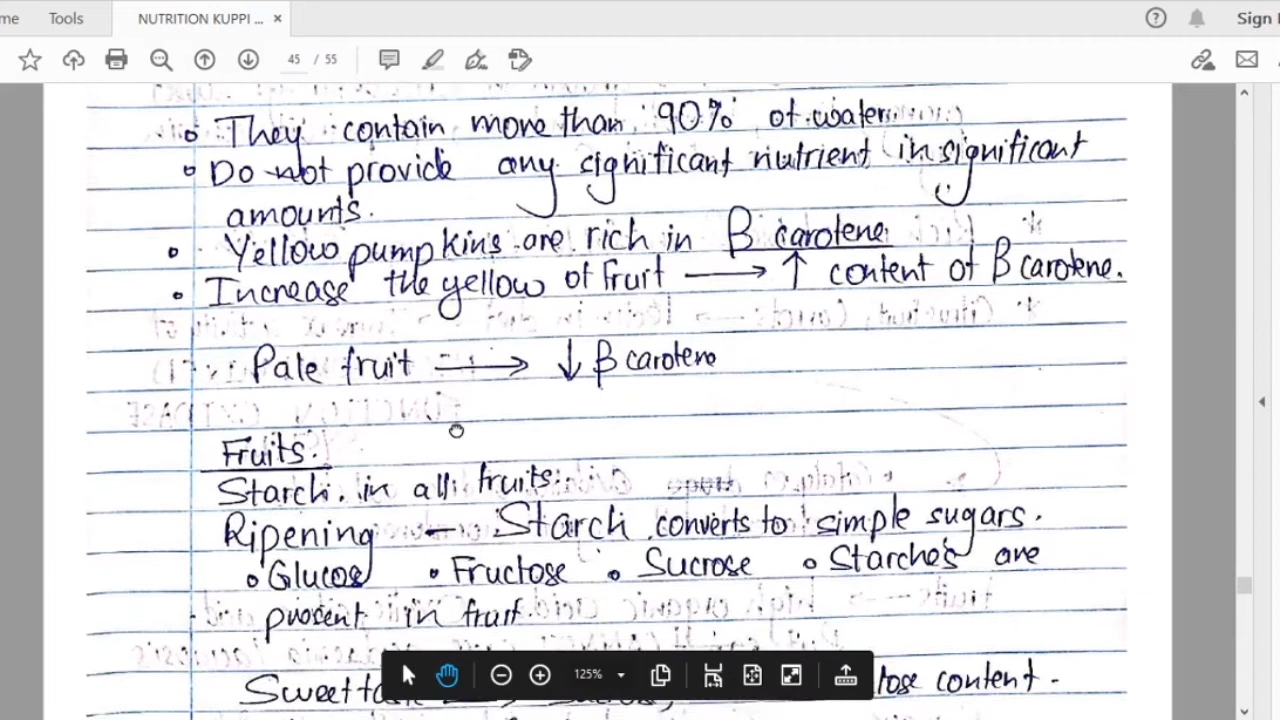 me Tools NUTRITION KUPPI ... × Sign
45 / 55
• They contain more than 90% of water.
• Do not provide any significant nutrient in significant
amounts.
• Yellow pumpkins are rich in β carotene.
• Increase the yellow of fruit → ↑ content of β carotene.
Pale fruit → ↓ β carotene
Fruits.
Starch in all fruits.
Ripening - Starch converts to simple sugars.
• Glucose • Fructose • Sucrose • Starches are
present in fruit.
125%
Sweet content.